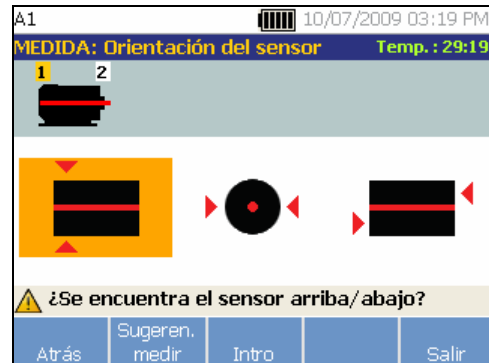 A1 10/07/2009 03:19 PM
MEDIDA: Orientación del sensor Temp.: 29:19
1 2
¿Se encuentra el sensor arriba/abajo?
Atrás Sugeren. medir Intro Salir